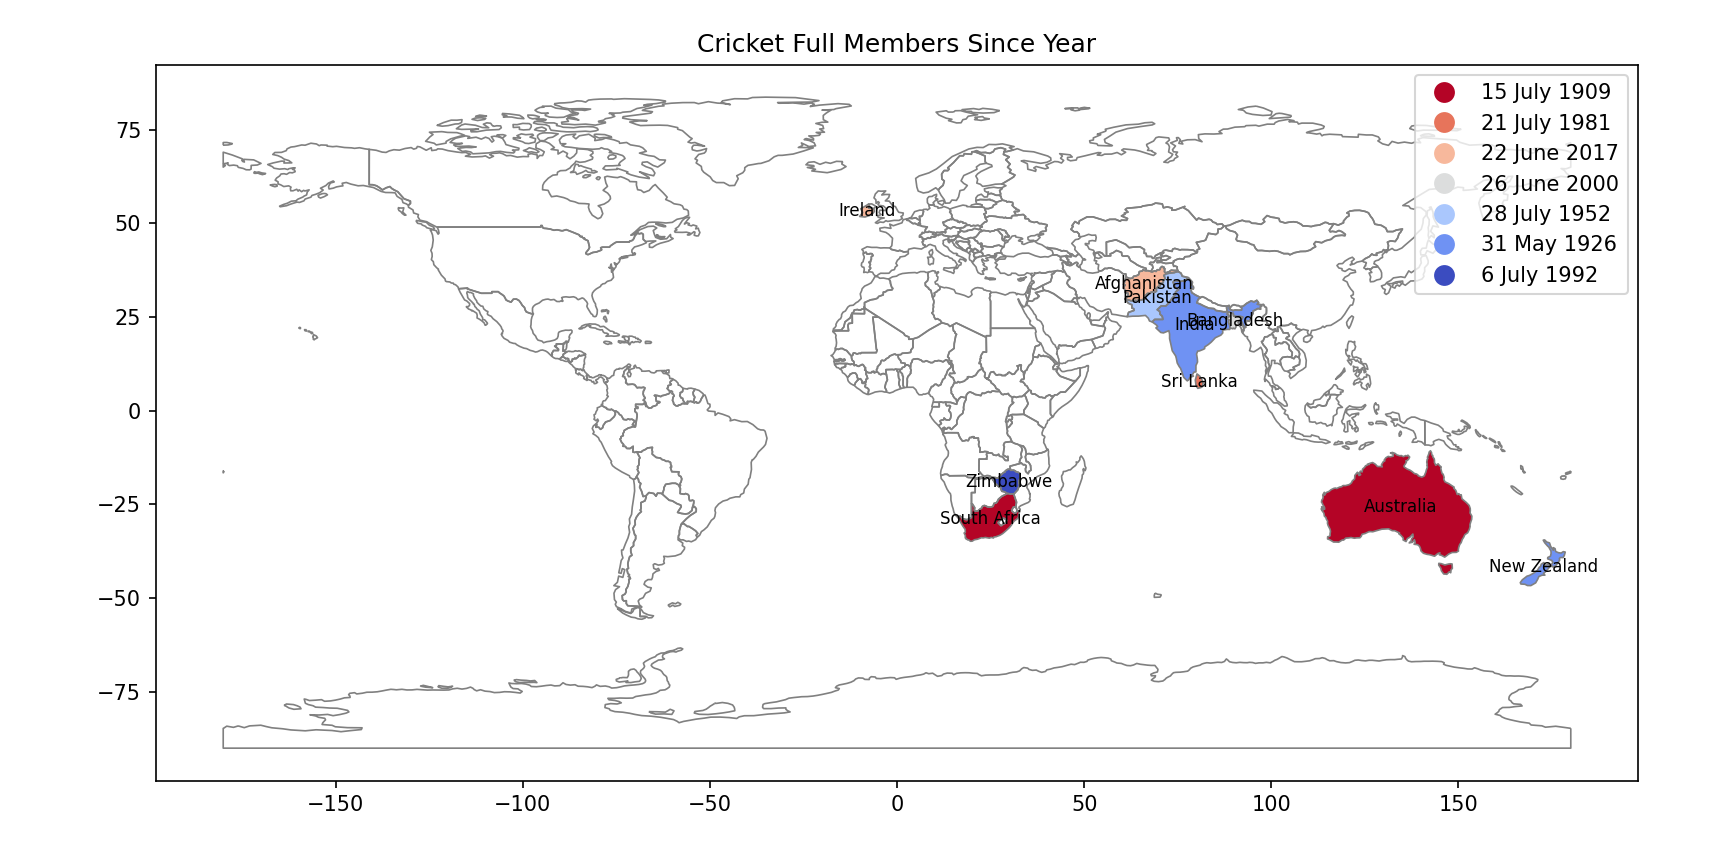 Cricket Full Members Since Year
15 July 1909
21 July 1981
22 June 2017
26 June 2000
28 July 1952
31 May 1926
6 July 1992
75
50
25
0
−25
−50
−75
Ireland
Afghanistan
Pakistan
Bangladesh
India
Sri Lanka
Zimbabwe
South Africa
Australia
New Zealand
−150
−100
−50
0
50
100
150